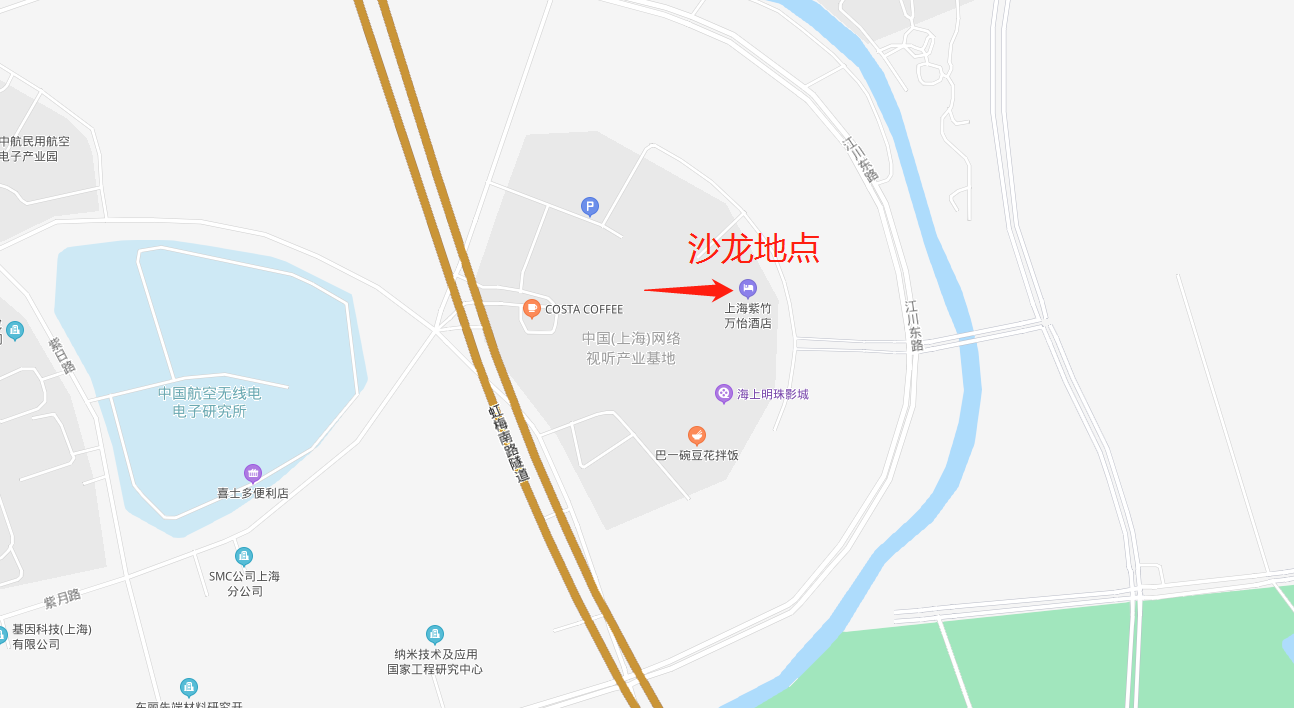 江川东路
中航民用航空
电子产业园
沙龙地点
P
COSTA COFFEE
上海紫竹
万怡酒店
中国(上海)网络
视听产业基地
江川东路
紫日路
中国航空无线电
电子研究所
海上明珠影城
虹梅南路隧道
巴一碗豆花拌饭
喜士多便利店
SMC公司上海
分公司
紫月路
基因科技(上海)
有限公司
纳米技术及应用
国家工程研究中心